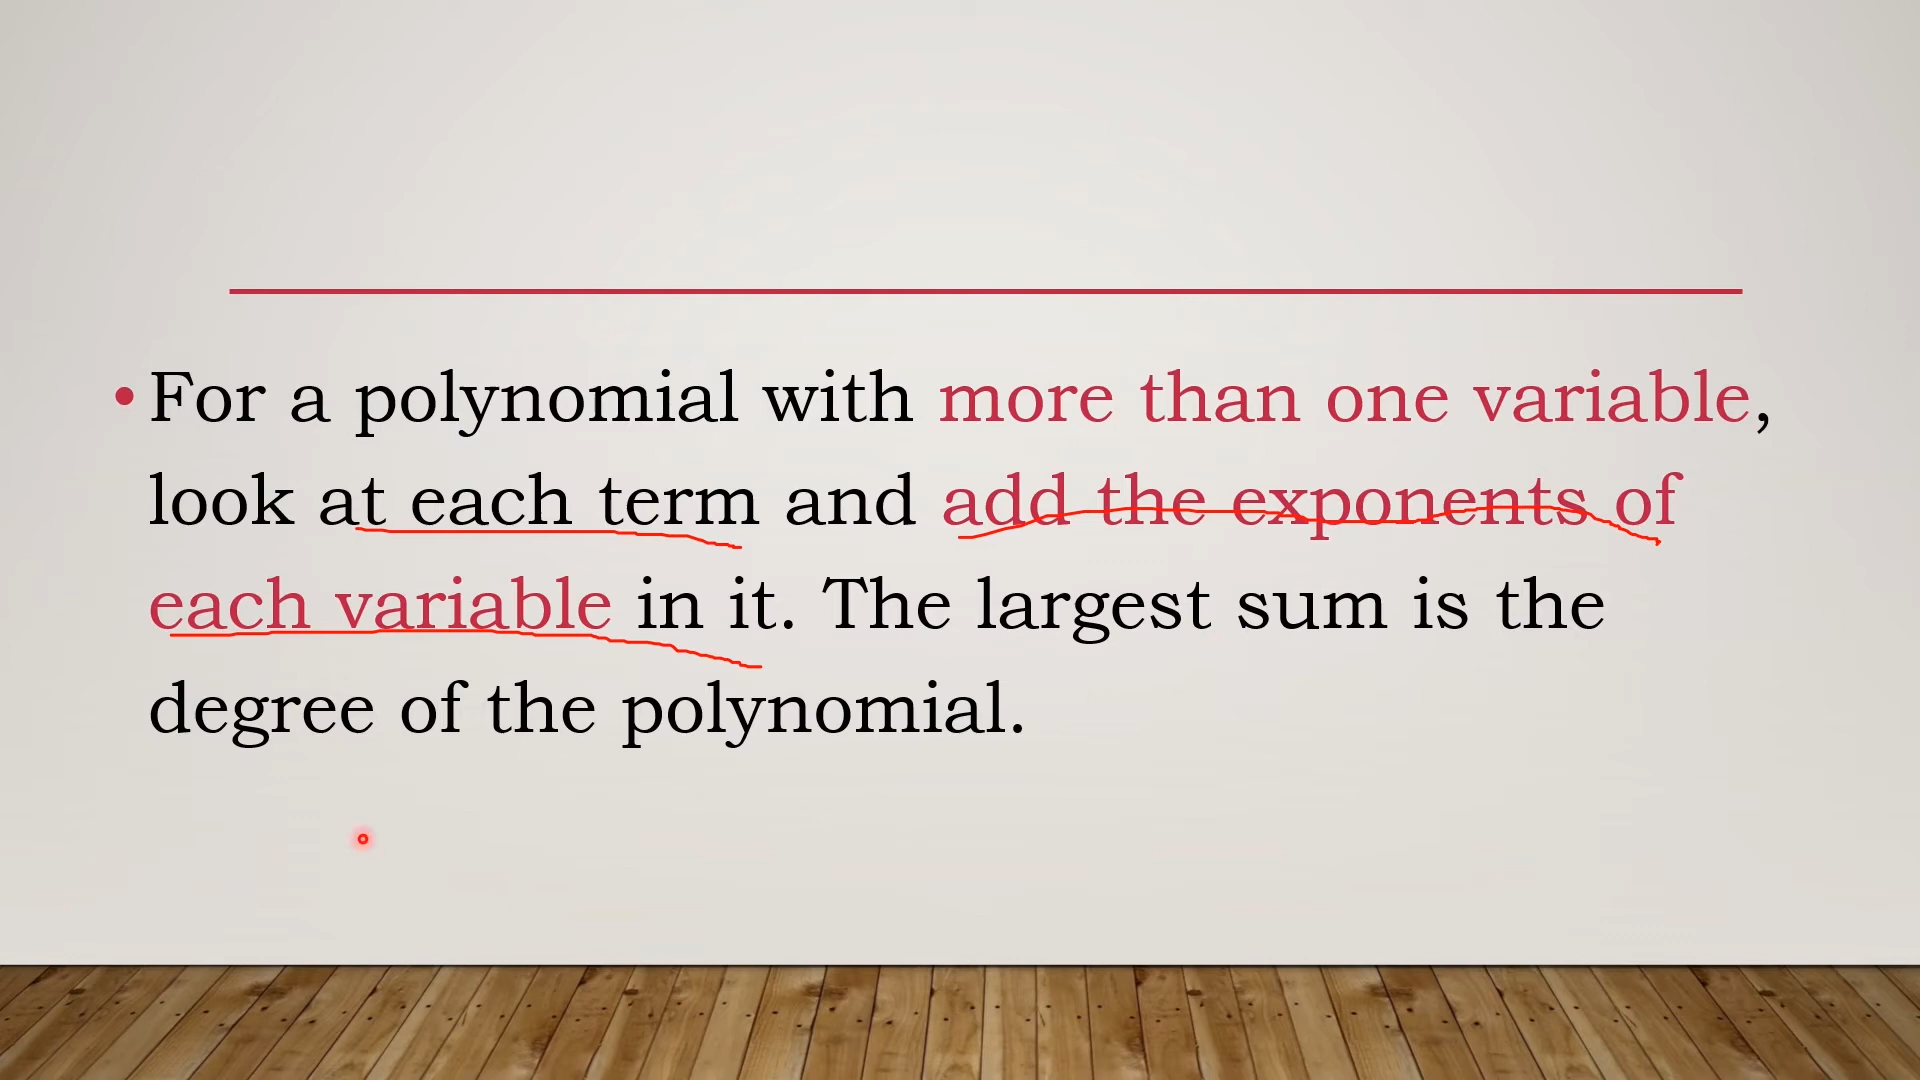 • For a polynomial with more than one variable,
look at each term and add the exponents of
each variable in it. The largest sum is the
degree of the polynomial.